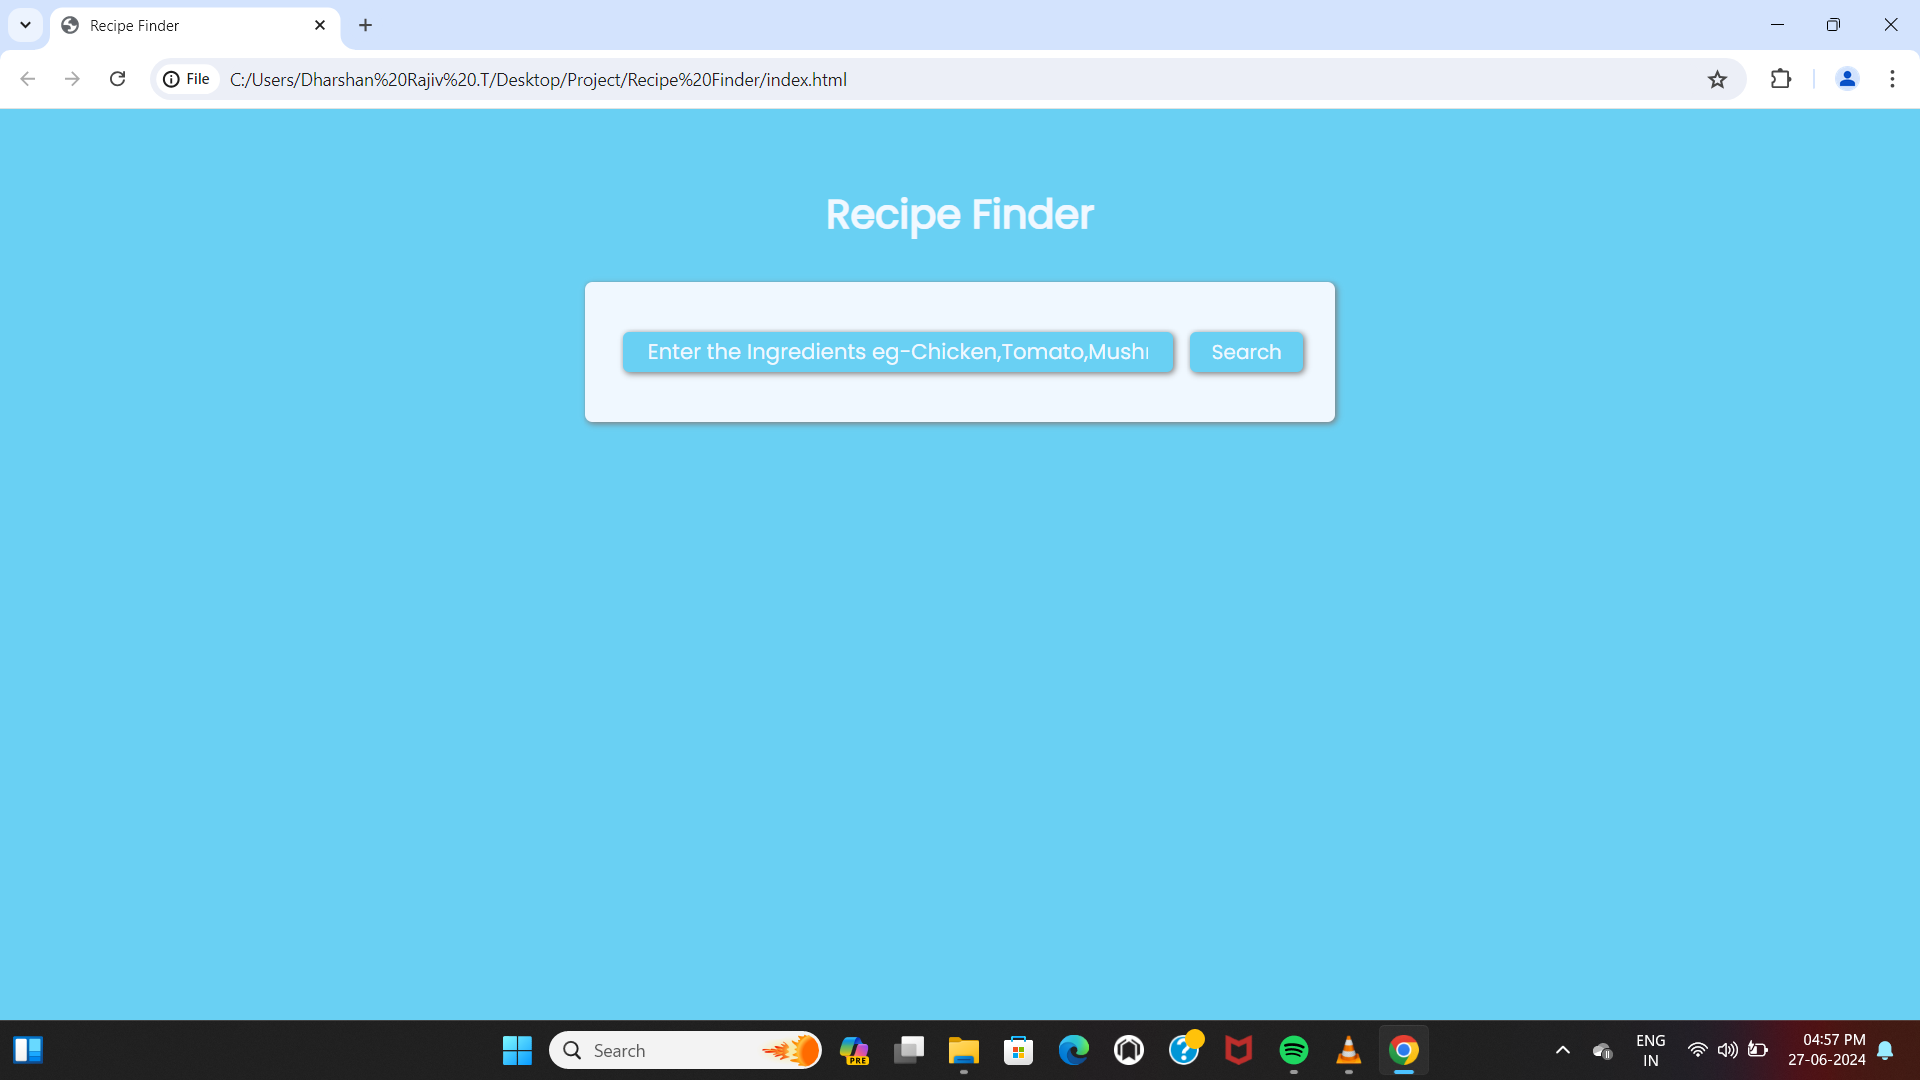 Recipe Finder
File
C:/Users/Dharshan%20Rajiv%20.T/Desktop/Project/Recipe%20Finder/index.html
Recipe Finder
Enter the Ingredients eg-Chicken,Tomato,Mush
Search
Search
PRE
ENG
IN
04:57 PM
27-06-2024